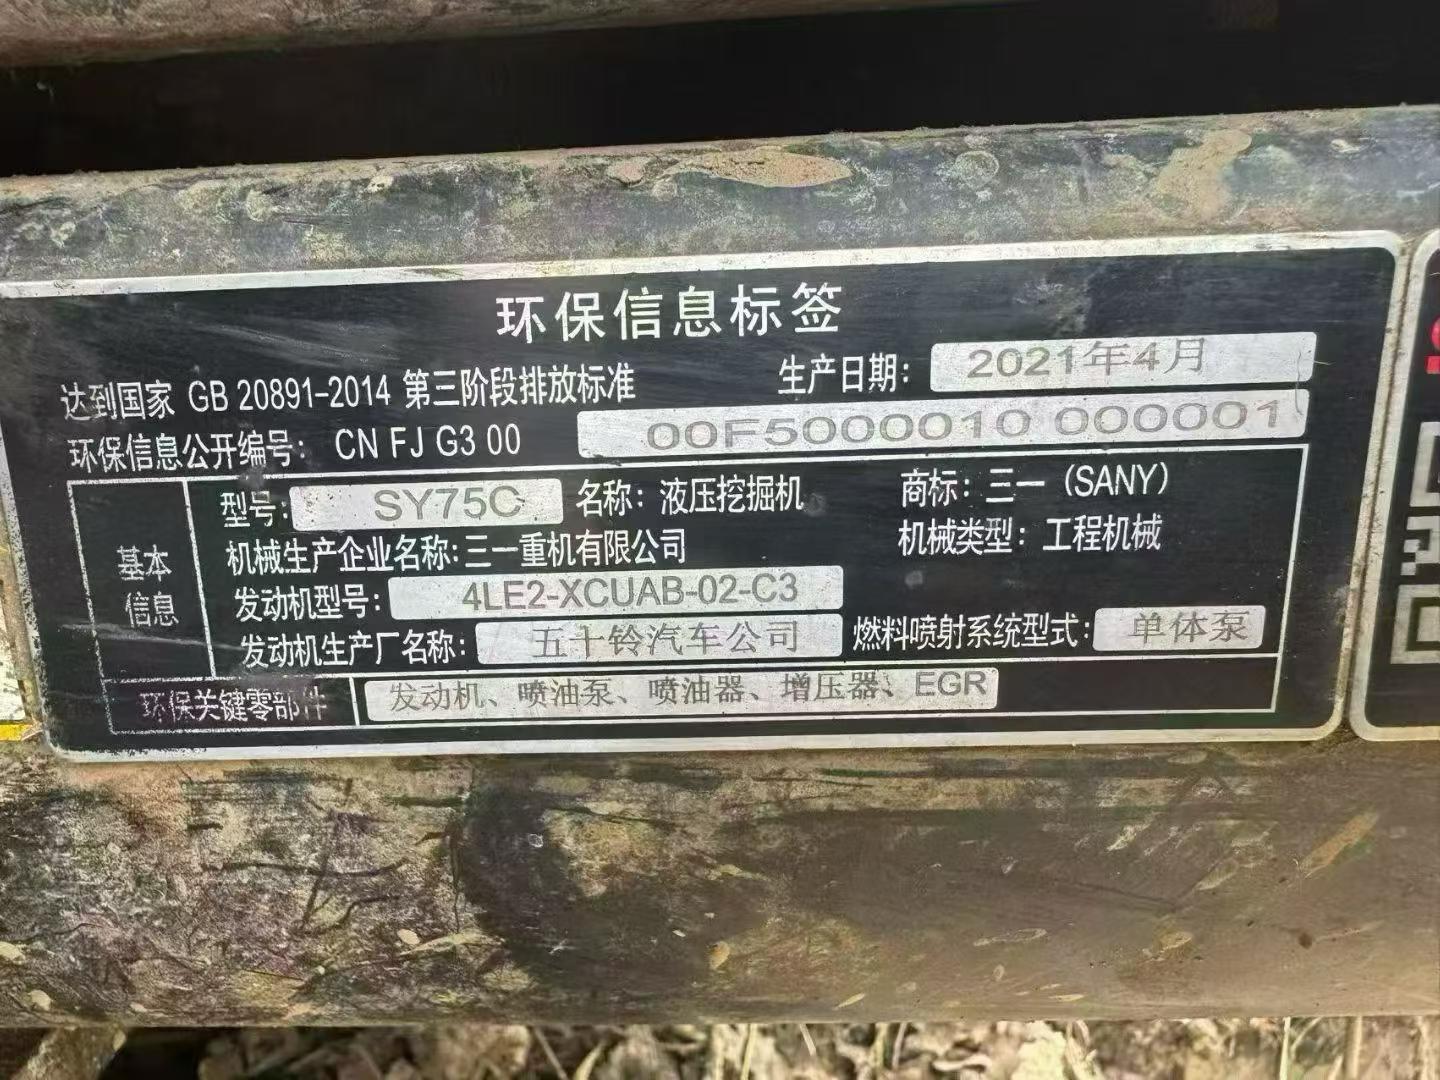 环保信息标签
达到国家 GB 20891-2014 第三阶段排放标准 生产日期: 2021年4月
环保信息公开编号: CN FJ G3 00 00F5000010 000001
基本信息
型号: SY75C 名称: 液压挖掘机 商标: 三一 (SANY)
机械生产企业名称:三一重机有限公司 机械类型: 工程机械
发动机型号: 4LE2-XCUAB-02-C3
发动机生产厂名称: 五十铃汽车公司 燃料喷射系统型式: 单体泵
环保关键零部件 发动机、喷油泵、喷油器、增压器、EGR